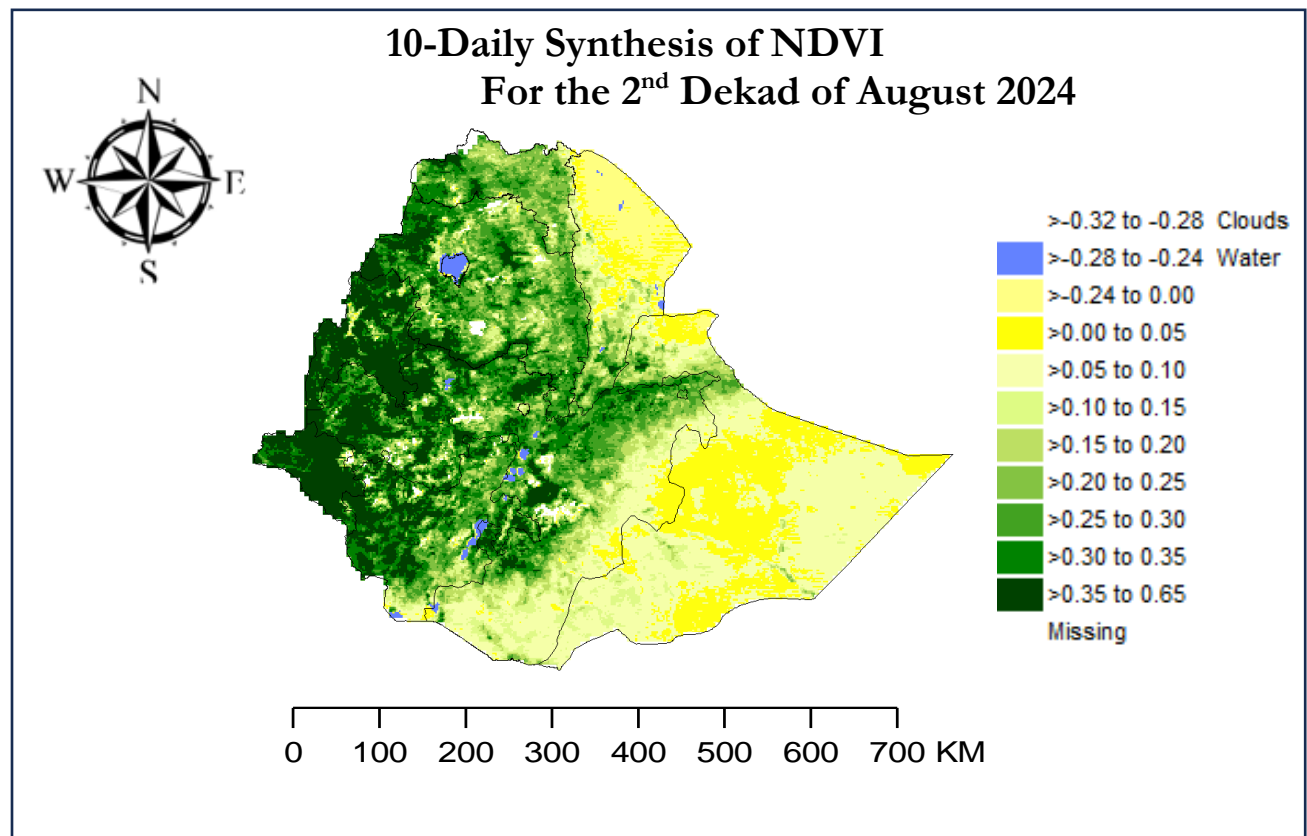 10-Daily Synthesis of NDVI
For the 2nd Dekad of August 2024
N
W E
S
>-0.32 to -0.28 Clouds
>-0.28 to -0.24 Water
>-0.24 to 0.00
>0.00 to 0.05
>0.05 to 0.10
>0.10 to 0.15
>0.15 to 0.20
>0.20 to 0.25
>0.25 to 0.30
>0.30 to 0.35
>0.35 to 0.65
Missing
0 100 200 300 400 500 600 700 KM